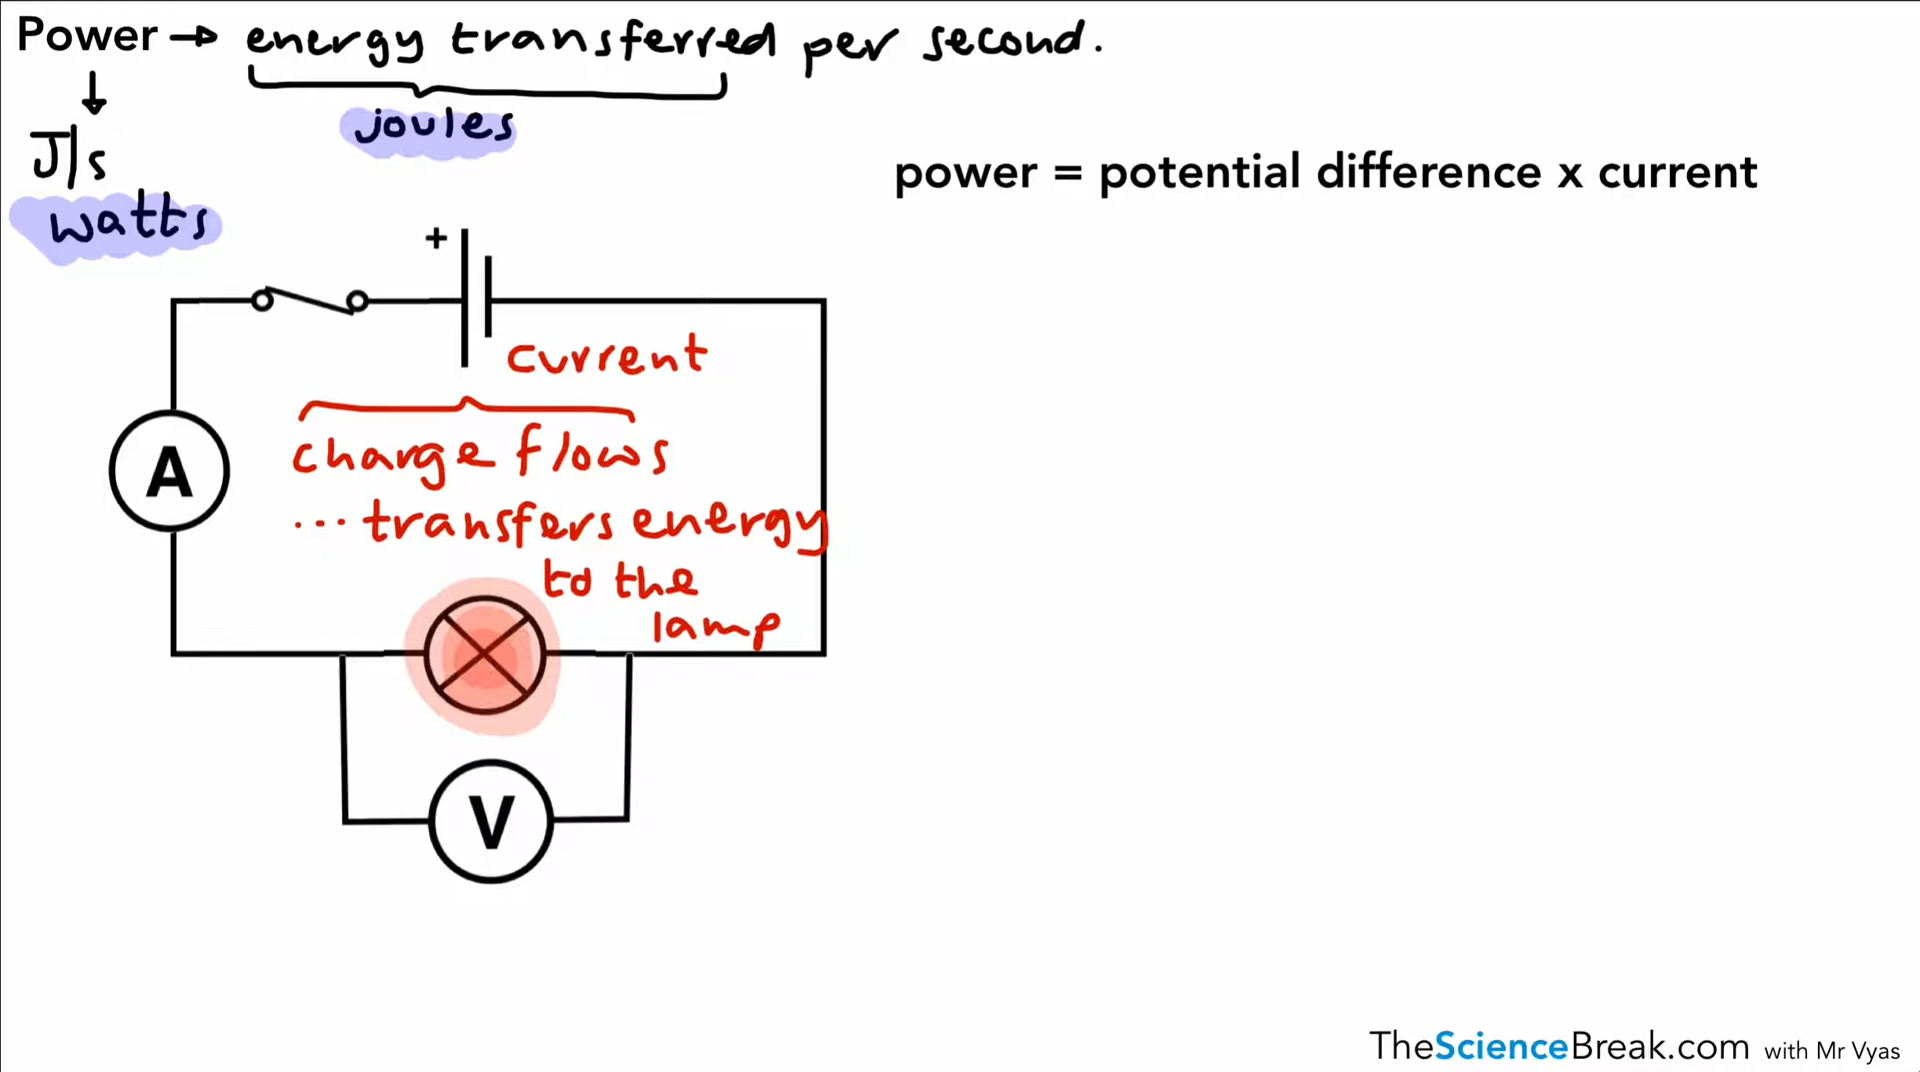 Power → energy transferred per second.
joules
J/s
watts
power = potential difference x current
+
current
charge flows
... transfers energy
to the
lamp
A
V
TheScienceBreak.com with Mr Vyas